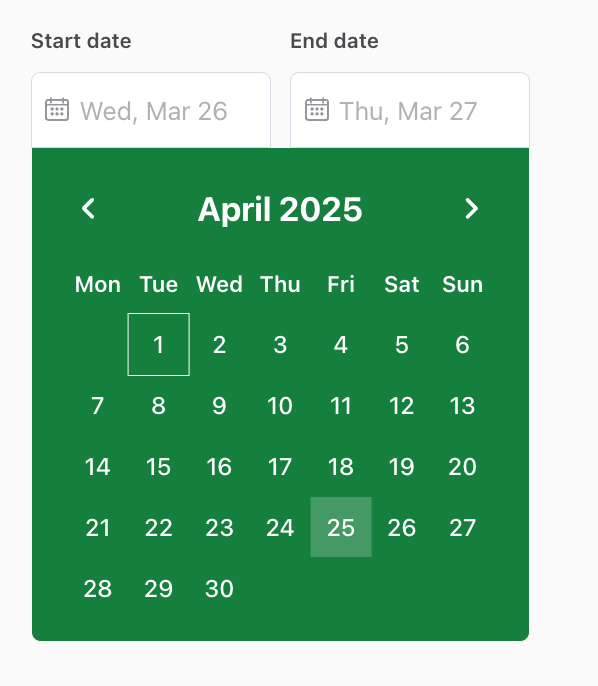 Start date End date
Wed, Mar 26 Thu, Mar 27
April 2025
Mon Tue Wed Thu Fri Sat Sun
1 2 3 4 5 6
7 8 9 10 11 12 13
14 15 16 17 18 19 20
21 22 23 24 25 26 27
28 29 30